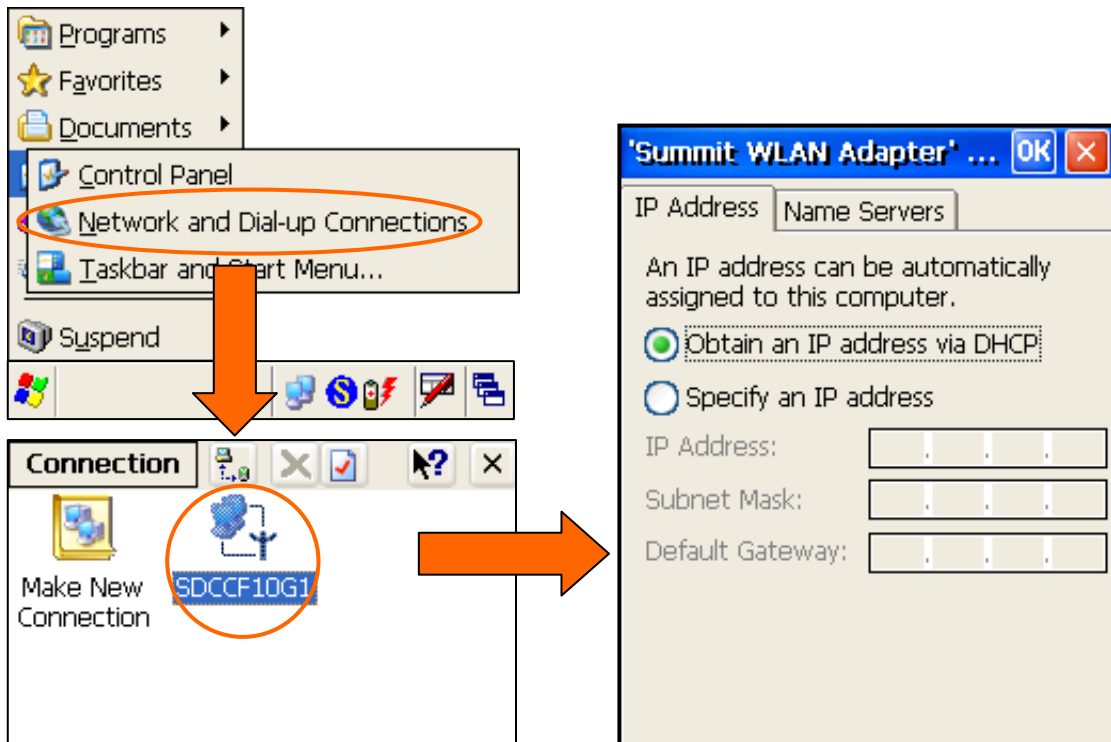 Programs
Favorites
Documents
Control Panel
Network and Dial-up Connections
Taskbar and Start Menu...
Suspend
Connection
Make New
Connection
SDCCF10G1
'Summit WLAN Adapter' ... OK
IP Address Name Servers
An IP address can be automatically
assigned to this computer.
Obtain an IP address via DHCP
Specify an IP address
IP Address:
Subnet Mask:
Default Gateway: